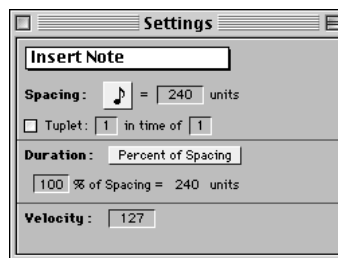 Settings
Insert Note
Spacing: = 240 units
Tuplet: 1 in time of 1
Duration: Percent of Spacing
100 % of Spacing = 240 units
Velocity: 127